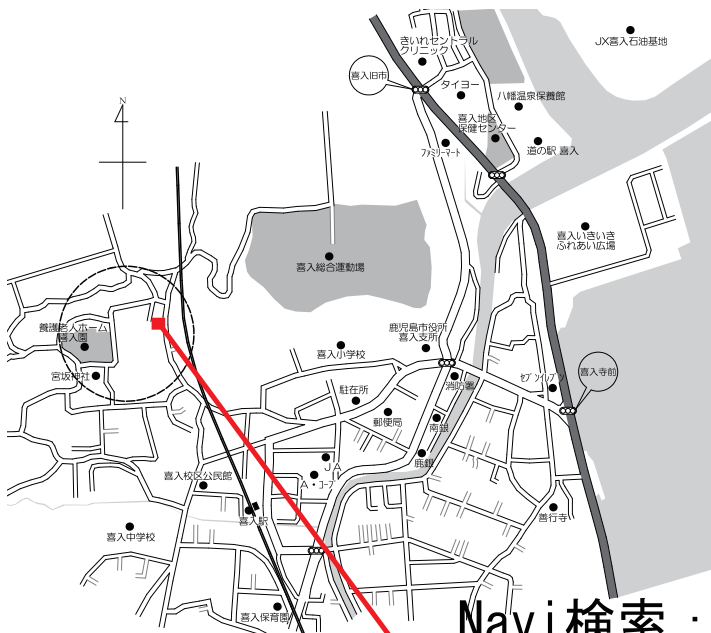 きいれセントラル
クリニック
JX喜入石油基地
喜入旧市
タイヨー
八幡温泉保養館
喜入地区
保健センター
ファミリーマート
道の駅 喜入
N
喜入いきいき
ふれあい広場
喜入総合運動場
養護老人ホーム
喜入園
鹿児島市役所
喜入支所
喜入小学校
宮坂神社
消防署
セブンイレブン
喜入寺前
駐在所
郵便局
南銀
JA
A・コープ
鹿銀
喜入校区公民館
喜入駅
善行寺
喜入中学校
喜入保育園
Navi検索：